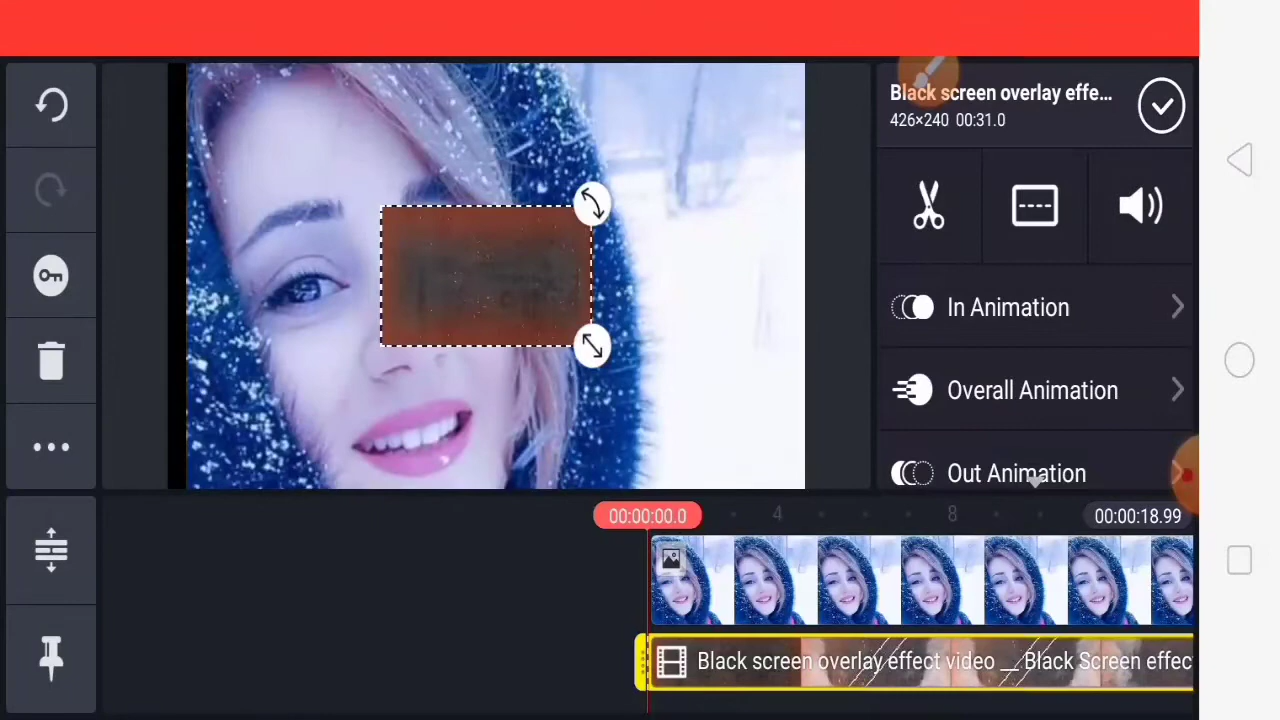 Black screen overlay effe...
426×240 00:31.0
In Animation
Overall Animation
Out Animation
00:00:00.0
4
8
00:00:18.99
Black screen overlay effect video __ Black Screen effec